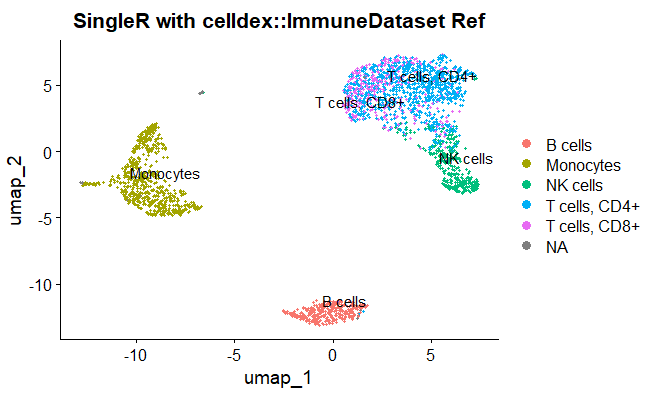 SingleR with celldex::ImmuneDataset Ref
umap_2
5
0
-5
-10
T cells, CD4+
T cells, CD8+
NK cells
Monocytes
B cells
-10
-5
0
5
umap_1
B cells
Monocytes
NK cells
T cells, CD4+
T cells, CD8+
NA